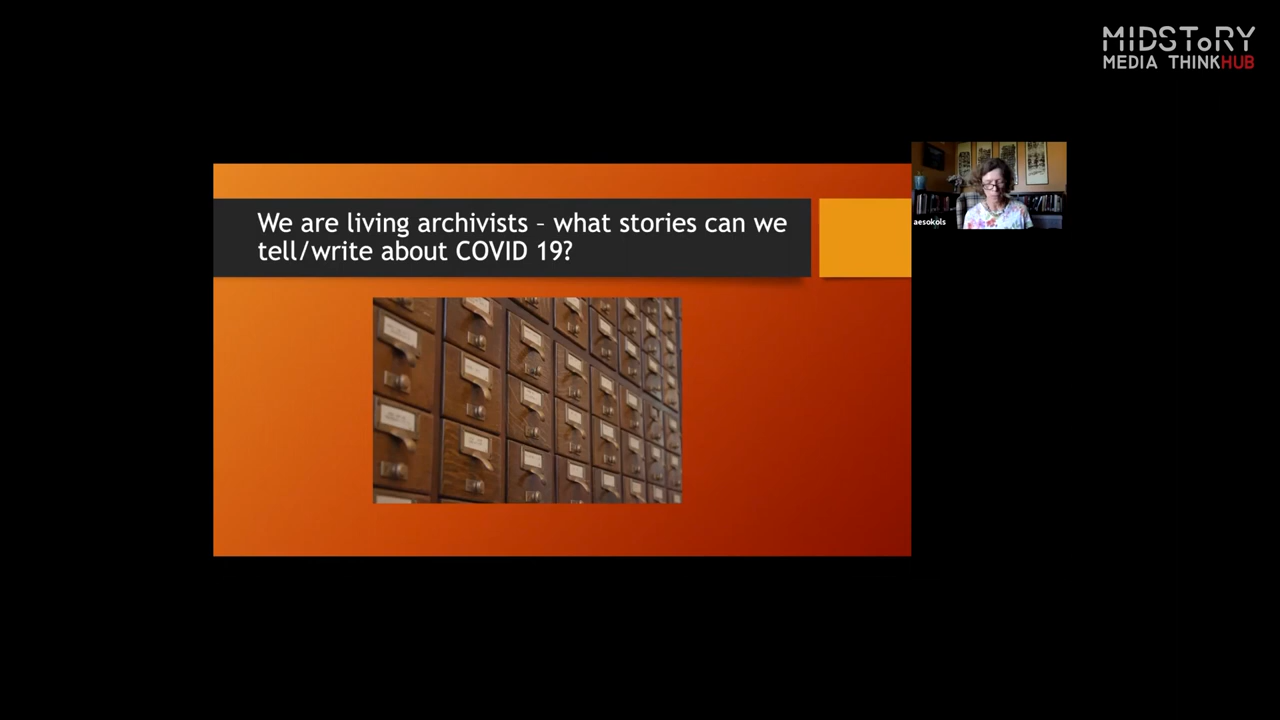 MIDSToRY
MEDIA THINKHUB
We are living archivists – what stories can we
tell/write about COVID 19?
aesokols